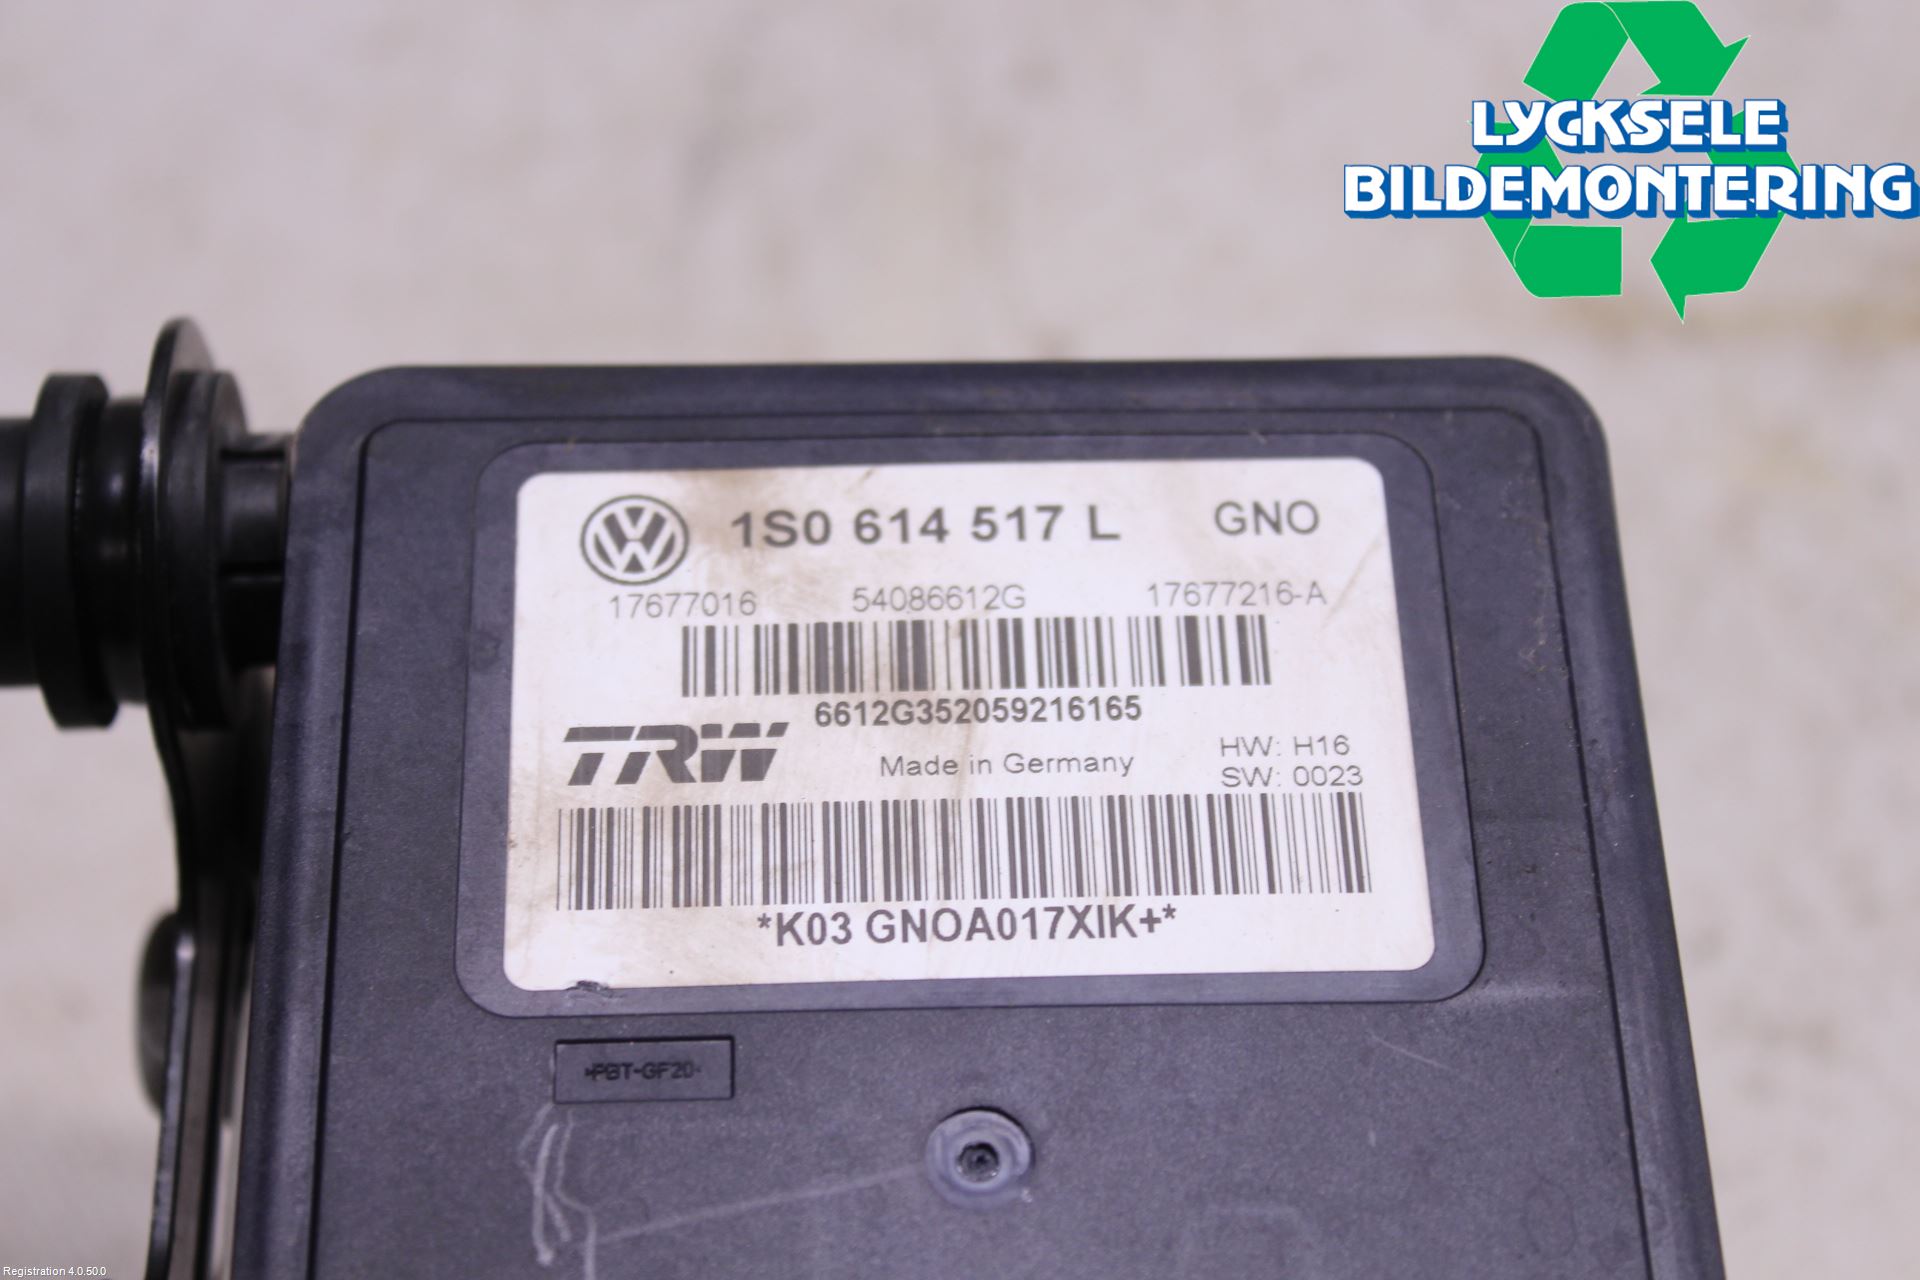 LYCKSELE
BILDEMONTERING
1S0 614 517 L GNO
17677016 54086612G 17677216-A
6612G352059216165
TRW
Made in Germany
HW: H16
SW: 0023
*K03 GNOA017XIK+*
>PBT-GF20<
Registration 4.0.50.0